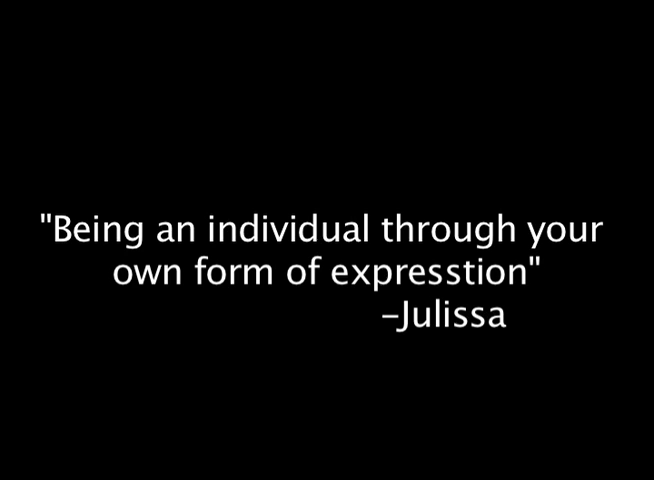 "Being an individual through your
own form of expresstion"
–Julissa